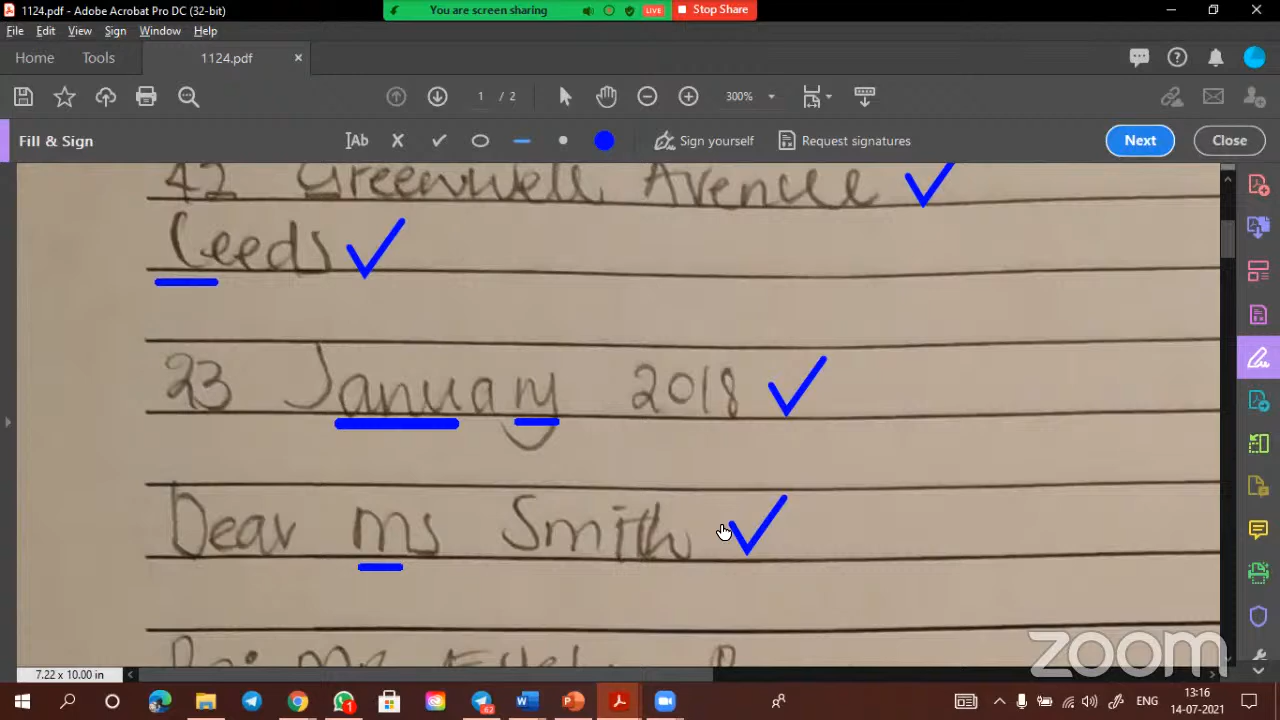 1124.pdf - Adobe Acrobat Pro DC (32-bit)
You are screen sharing
LIVE
Stop Share
File Edit View Sign Window Help
Home Tools 1124.pdf
1 / 2
300%
Fill & Sign
Ab
Sign yourself
Request signatures
Next
Close
42 Greenwell Avenue
Leeds
23 January 2018
Dear ms Smith
7.22 x 10.00 in
zoom
ENG
13:16
14-07-2021